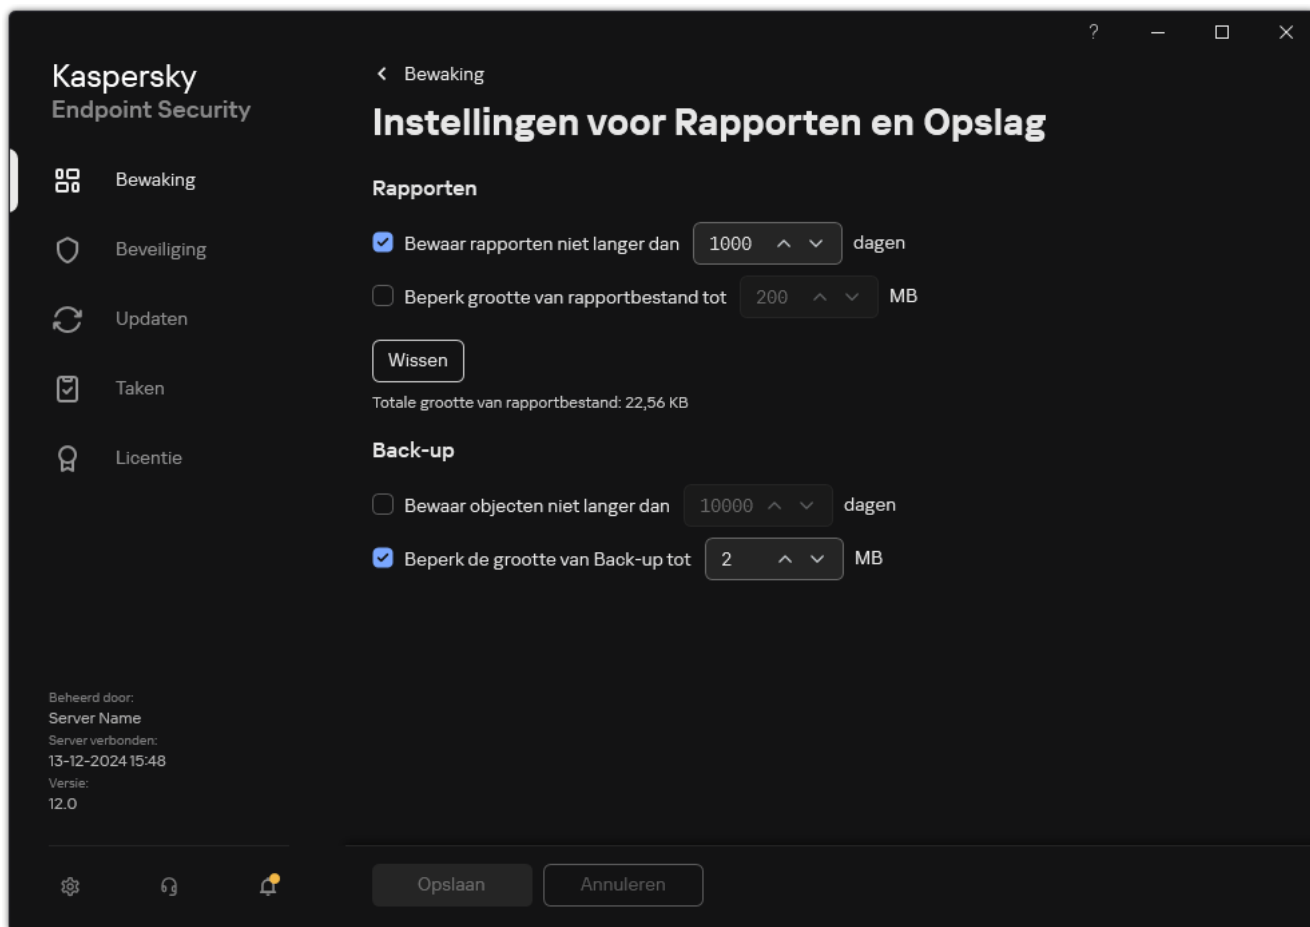 ?
Kaspersky
Endpoint Security
Bewaking
Beveiliging
Updaten
Taken
Licentie
Beheerd door:
Server Name
Server verbonden:
13-12-2024 15:48
Versie:
12.0
Bewaking
Instellingen voor Rapporten en Opslag
Rapporten
Bewaar rapporten niet langer dan 1000 dagen
Beperk grootte van rapportbestand tot 200 MB
Wissen
Totale grootte van rapportbestand: 22,56 KB
Back-up
Bewaar objecten niet langer dan 10000 dagen
Beperk de grootte van Back-up tot 2 MB
Opslaan Annuleren